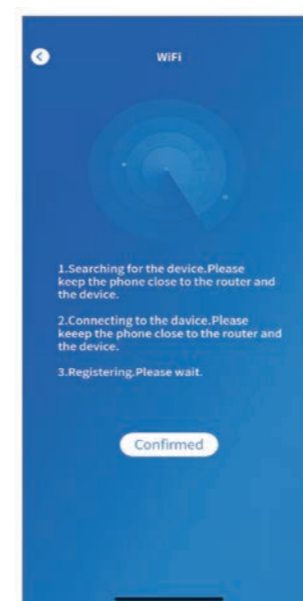 WiFi
1.Searching for the device.Please
keep the phone close to the router and
the device.
2.Connecting to the davice.Please
keeep the phone close to the router and
the device.
3.Registering.Please wait.
Confirmed